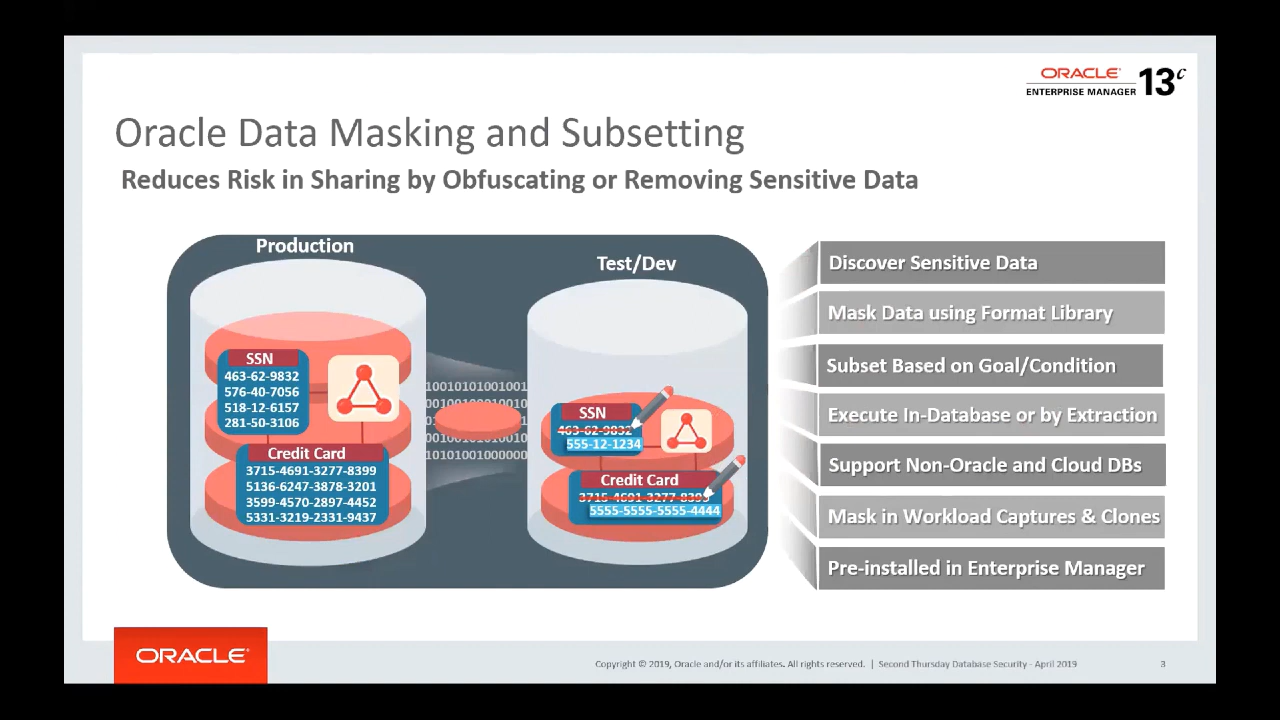 ORACLE
ENTERPRISE MANAGER 13c
Oracle Data Masking and Subsetting
Reduces Risk in Sharing by Obfuscating or Removing Sensitive Data
Production
SSN
463-62-9832
576-40-7056
518-12-6157
281-50-3106
Credit Card
3715-4691-3277-8399
5136-6247-3878-3201
3599-4570-2897-4452
5331-3219-2331-9437
Test/Dev
SSN
463-62-9832
555-12-1234
Credit Card
3715-4691-3277-8399
5555-5555-5555-4444
Discover Sensitive Data
Mask Data using Format Library
Subset Based on Goal/Condition
Execute In-Database or by Extraction
Support Non-Oracle and Cloud DBs
Mask in Workload Captures & Clones
Pre-installed in Enterprise Manager
ORACLE
Copyright © 2019, Oracle and/or its affiliates. All rights reserved. | Second Thursday Database Security - April 2019
3